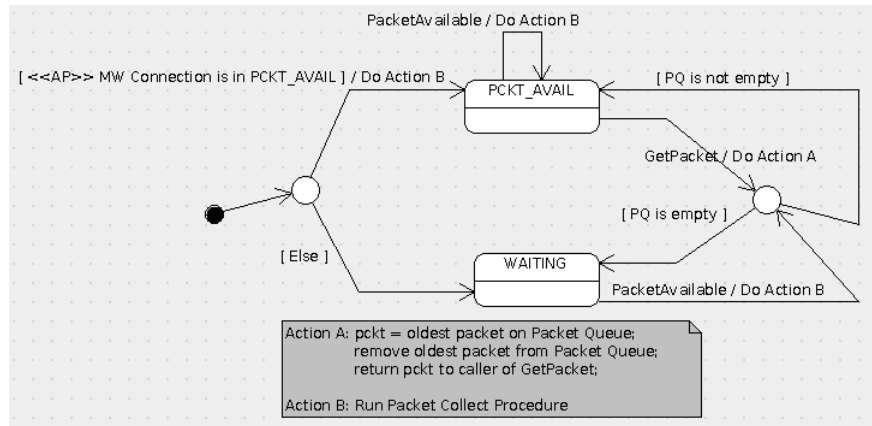 PacketAvailable / Do Action B
[ <<AP>> MW Connection is in PCKT_AVAIL ] / Do Action B
PCKT_AVAIL
[ PQ is not empty ]
GetPacket / Do Action A
[ PQ is empty ]
[ Else ]
WAITING
PacketAvailable / Do Action B
Action A: pckt = oldest packet on Packet Queue;
remove oldest packet from Packet Queue;
return pckt to caller of GetPacket;
Action B: Run Packet Collect Procedure